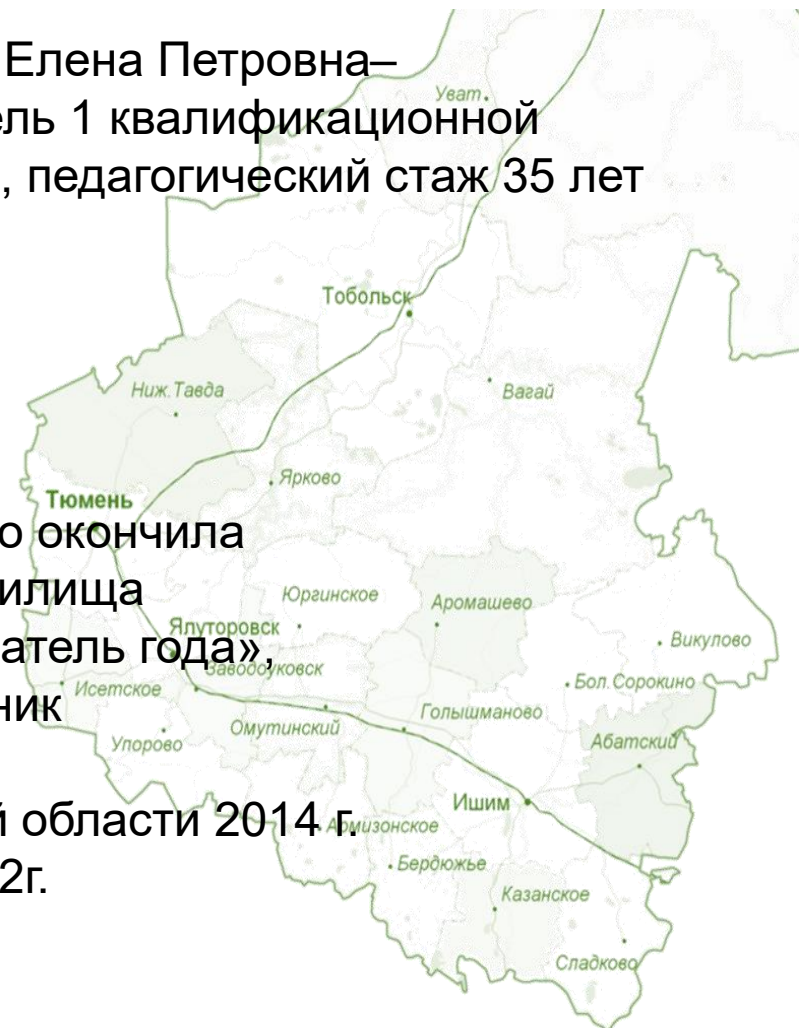 Елена Петровна–
Уват
ель 1 квалификационной
, педагогический стаж 35 лет
Тобольск
Ниж.Тавда
Вагай
Ярково
Тюмень
о окончила
илища
Юргинское
Аромашево
Ялуторовск
атель года»,
Викулово
Заводоуковск
Исетское
Бол.Сорокино
ник
Голышманово
Омутинский
Упорово
Абатский
Ишим
й области 2014 г.
Армизонское
2г.
Бердюжье
Казанское
Сладково